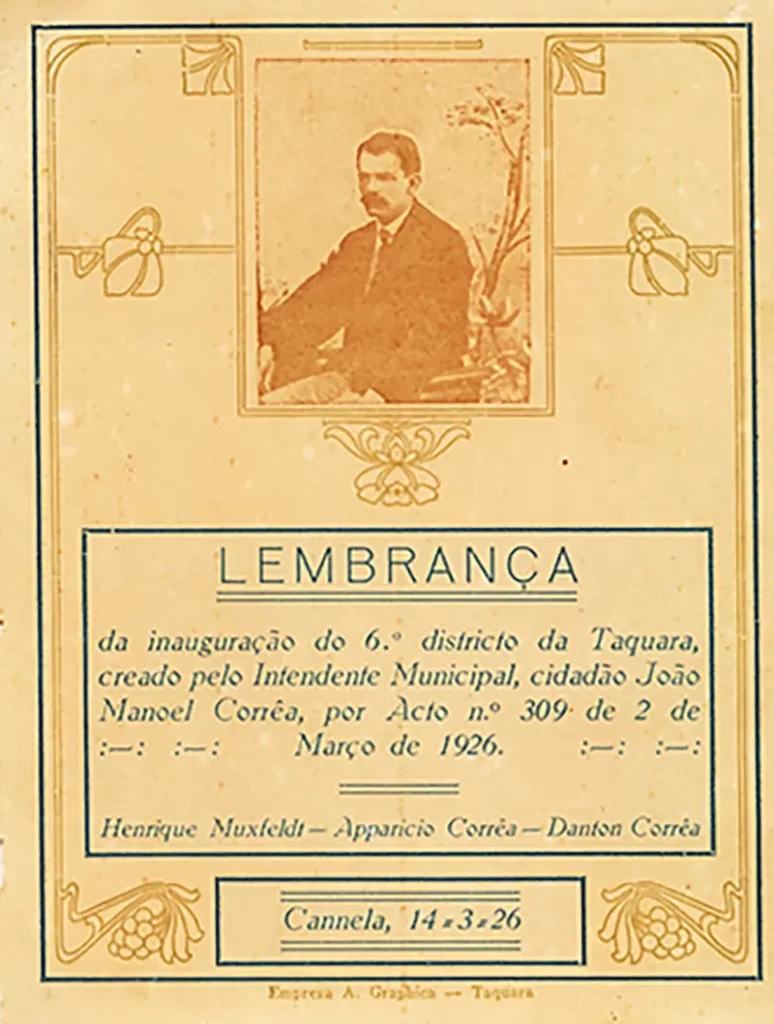 LEMBRANÇA
da inauguração do 6.º districto da Taquara,
creado pelo Intendente Municipal, cidadão João
Manoel Corrêa, por Acto n.º 309 de 2 de
:—: :—: Março de 1926. :—: :—:
Henrique Muxfeldt — Apparicio Corrêa — Danton Corrêa
Cannela, 14-3-26
Empreza A. Graphica — Taquara